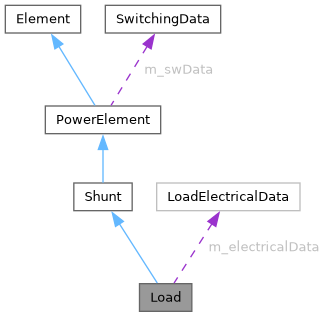 Element
SwitchingData
m_swData
PowerElement
Shunt
LoadElectricalData
m_electricalData
Load